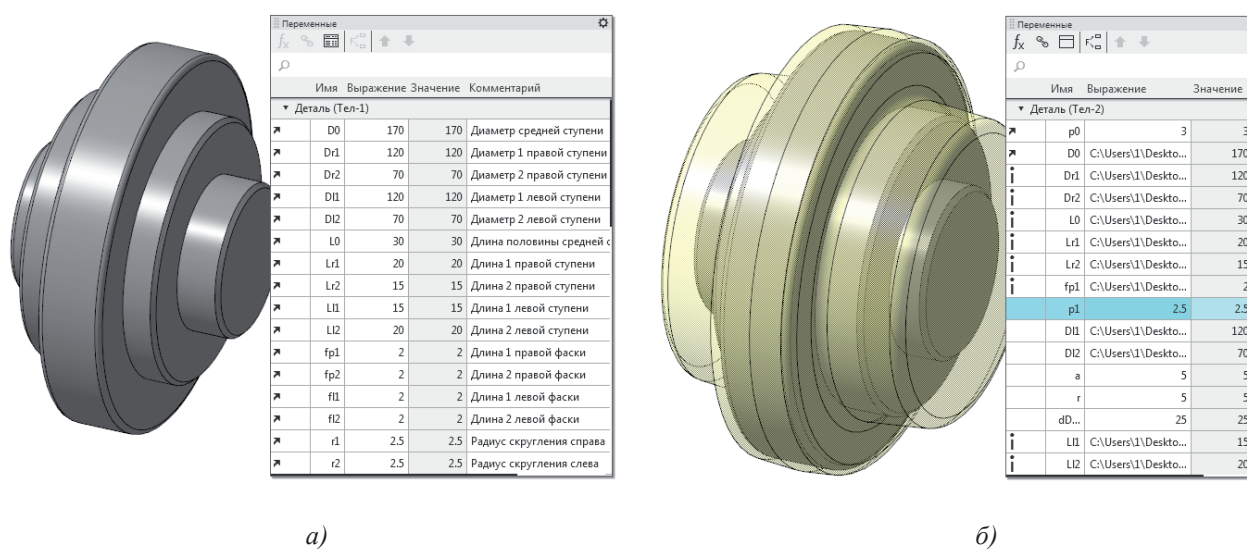 Переменные
Имя Выражение Значение Комментарий
Деталь (Тел-1)
D0 170 170 Диаметр средней ступени
Dr1 120 120 Диаметр 1 правой ступени
Dr2 70 70 Диаметр 2 правой ступени
Dl1 120 120 Диаметр 1 левой ступени
Dl2 70 70 Диаметр 2 левой ступени
L0 30 30 Длина половины средней с
Lr1 20 20 Длина 1 правой ступени
Lr2 15 15 Длина 2 правой ступени
Ll1 15 15 Длина 1 левой ступени
Ll2 20 20 Длина 2 левой ступени
fp1 2 2 Длина 1 правой фаски
fp2 2 2 Длина 2 правой фаски
fl1 2 2 Длина 1 левой фаски
fl2 2 2 Длина 2 левой фаски
r1 2.5 2.5 Радиус скругления справа
r2 2.5 2.5 Радиус скругления слева
а)
Переменные
Имя Выражение Значение
Деталь (Тел-2)
p0 3 3
D0 C:\Users\1\Deskto... 170
Dr1 C:\Users\1\Deskto... 120
Dr2 C:\Users\1\Deskto... 70
L0 C:\Users\1\Deskto... 30
Lr1 C:\Users\1\Deskto... 20
Lr2 C:\Users\1\Deskto... 15
fp1 C:\Users\1\Deskto... 2
p1 2.5 2.5
Dl1 C:\Users\1\Deskto... 120
Dl2 C:\Users\1\Deskto... 70
a 5 5
r 5 5
dD... 25 25
Ll1 C:\Users\1\Deskto... 15
Ll2 C:\Users\1\Deskto... 20
б)